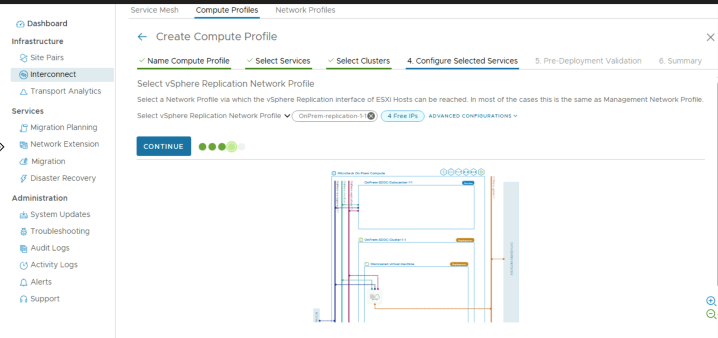 Service Mesh
Compute Profiles
Network Profiles
Dashboard
Infrastructure
Site Pairs
Interconnect
Transport Analytics
Services
Migration Planning
Network Extension
Migration
Disaster Recovery
Administration
System Updates
Troubleshooting
Audit Logs
Activity Logs
Alerts
Support
Create Compute Profile
Name Compute Profile
Select Services
Select Clusters
4. Configure Selected Services
5. Pre-Deployment Validation
6. Summary
Select vSphere Replication Network Profile
Select a Network Profile via which the vSphere Replication interface of ESXi Hosts can be reached. In most of the cases this is the same as Management Network Profile.
Select vSphere Replication Network Profile
OnPrem-replication-1-1
4 Free IPs
ADVANCED CONFIGURATIONS
CONTINUE
OnPrem-SDDC-Datacenter-1-1
OnPrem-SDDC-Cluster-1-1